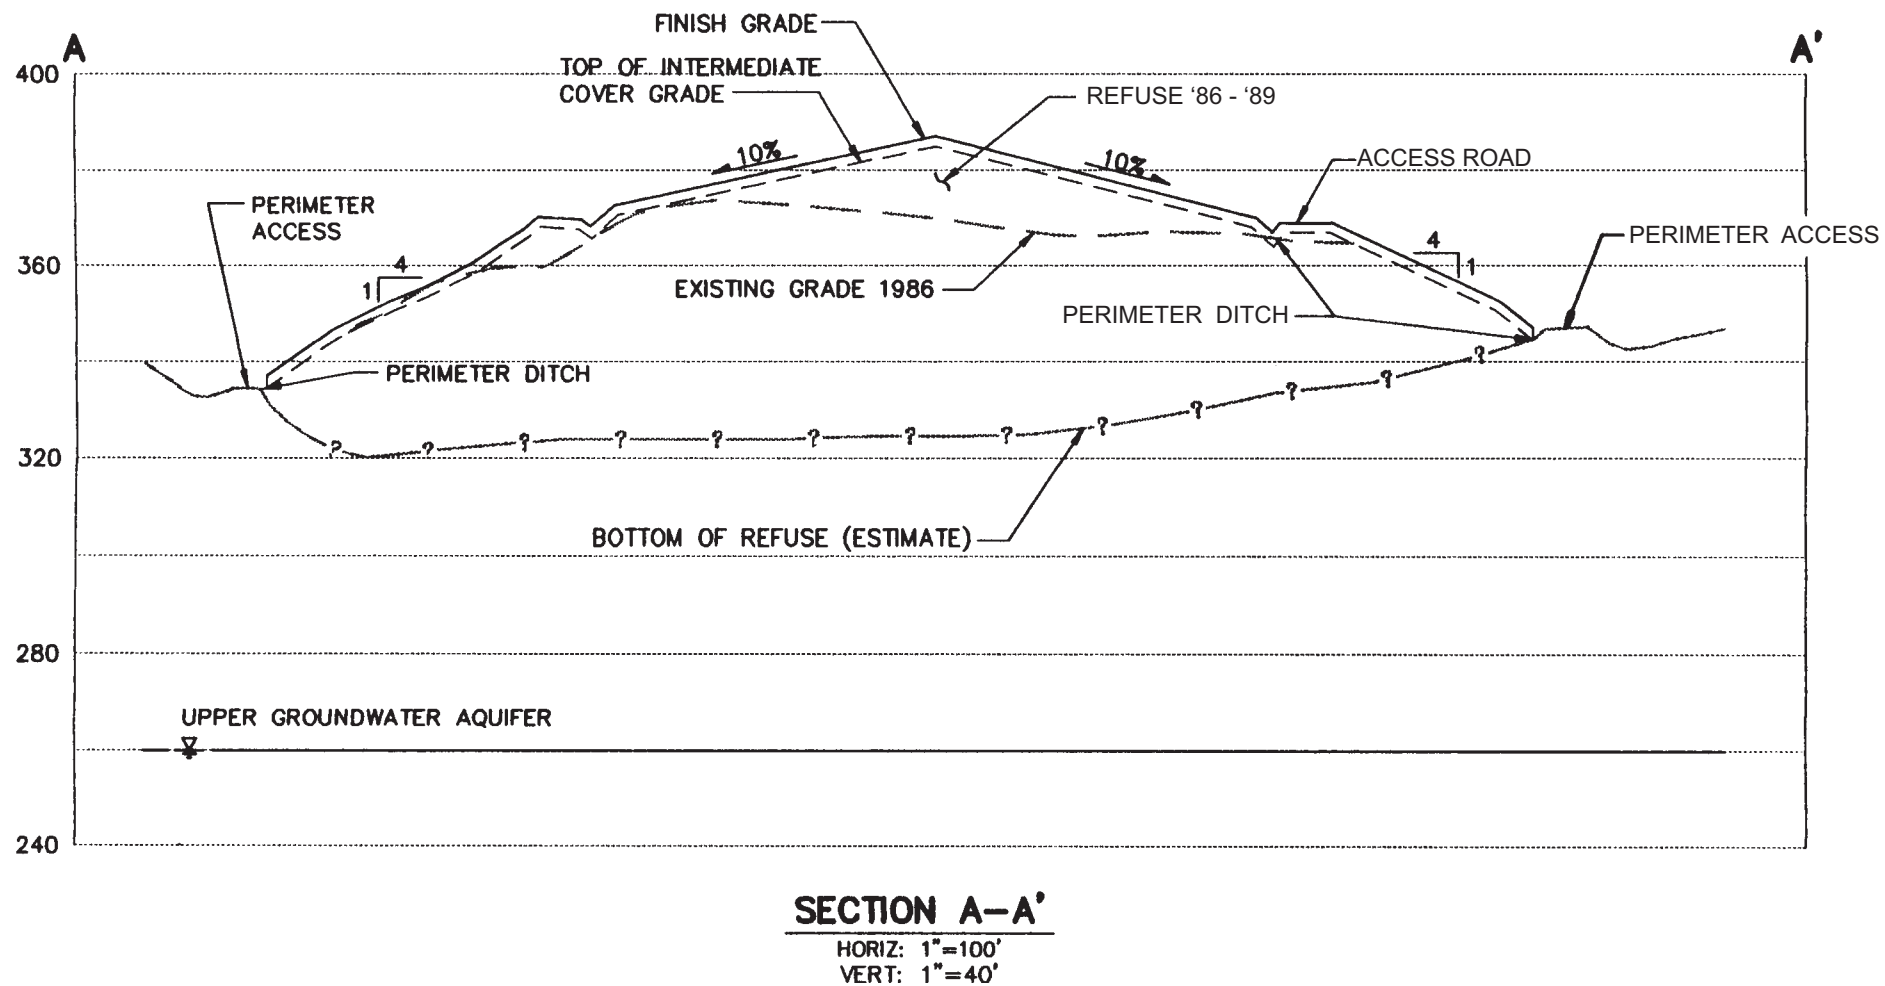 FINISH GRADE
A
A'
400
TOP OF INTERMEDIATE
COVER GRADE
REFUSE ‘86 - ‘89
10%
10%
ACCESS ROAD
PERIMETER
ACCESS
4
1
4
1
PERIMETER ACCESS
360
EXISTING GRADE 1986
PERIMETER DITCH
PERIMETER DITCH
? ? ? ? ? ? ? ? ? ? ? ? ?
320
BOTTOM OF REFUSE (ESTIMATE)
280
UPPER GROUNDWATER AQUIFER
240
SECTION A-A'
HORIZ: 1"=100'
VERT: 1"=40'